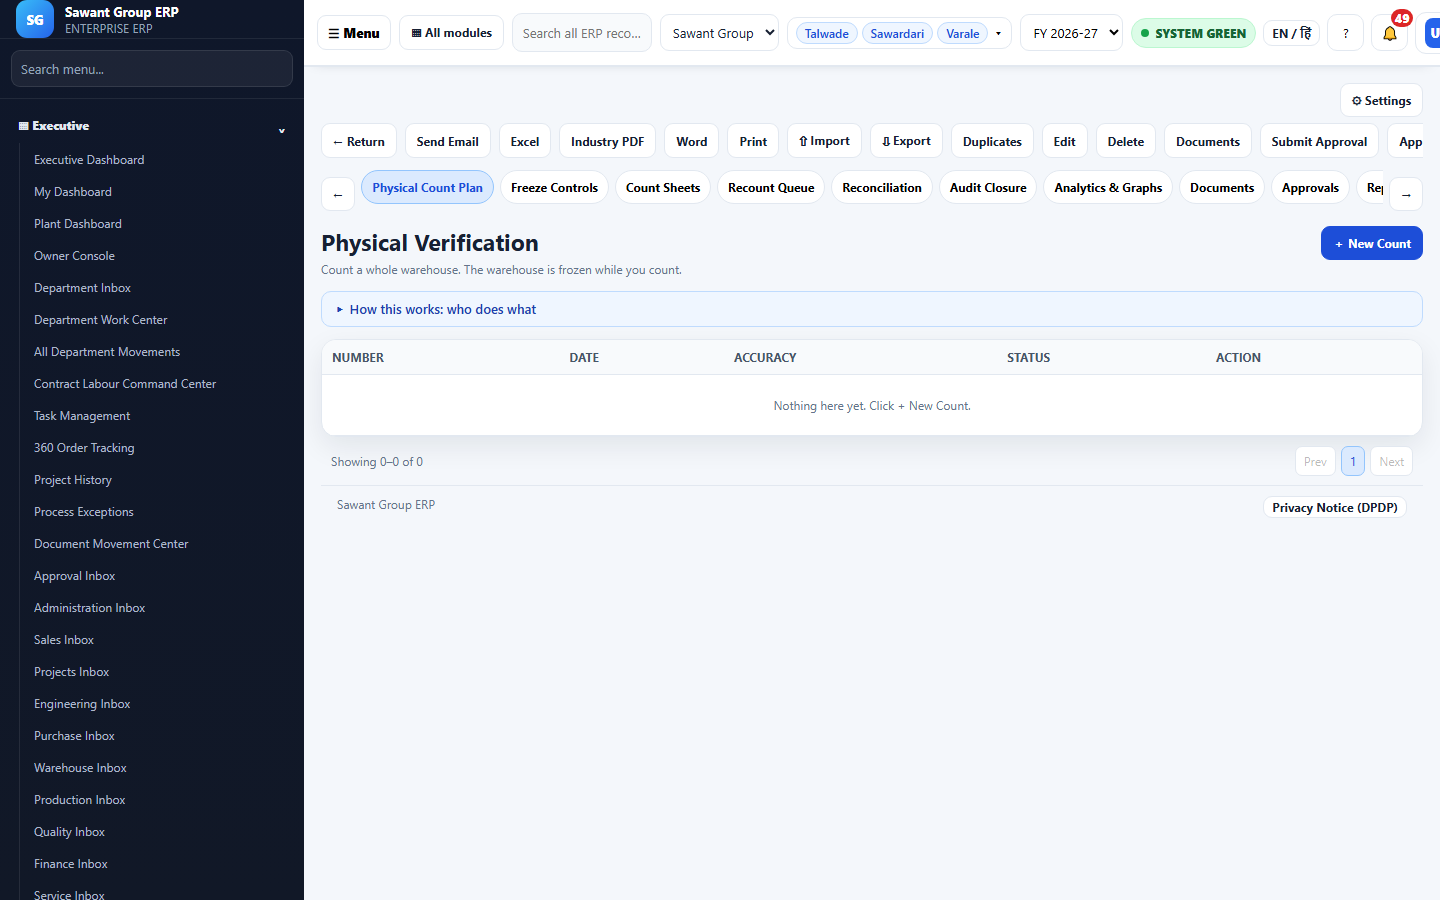 SG
Sawant Group ERP
ENTERPRISE ERP
Search menu...
Executive
Executive Dashboard
My Dashboard
Plant Dashboard
Owner Console
Department Inbox
Department Work Center
All Department Movements
Contract Labour Command Center
Task Management
360 Order Tracking
Project History
Process Exceptions
Document Movement Center
Approval Inbox
Administration Inbox
Sales Inbox
Projects Inbox
Engineering Inbox
Purchase Inbox
Warehouse Inbox
Production Inbox
Quality Inbox
Finance Inbox
Service Inbox
☰ Menu
All modules
Search all ERP reco...
Sawant Group
Talwade Sawardari Varale
FY 2026-27
SYSTEM GREEN
EN / हिं
?
49
U
⚙ Settings
← Return
Send Email
Excel
Industry PDF
Word
Print
⇧ Import
⇩ Export
Duplicates
Edit
Delete
Documents
Submit Approval
App
←
Physical Count Plan
Freeze Controls
Count Sheets
Recount Queue
Reconciliation
Audit Closure
Analytics & Graphs
Documents
Approvals
Rep
→
Physical Verification
+ New Count
Count a whole warehouse. The warehouse is frozen while you count.
▸ How this works: who does what
NUMBER DATE ACCURACY STATUS ACTION
Nothing here yet. Click + New Count.
Showing 0–0 of 0
Prev 1 Next
Sawant Group ERP
Privacy Notice (DPDP)